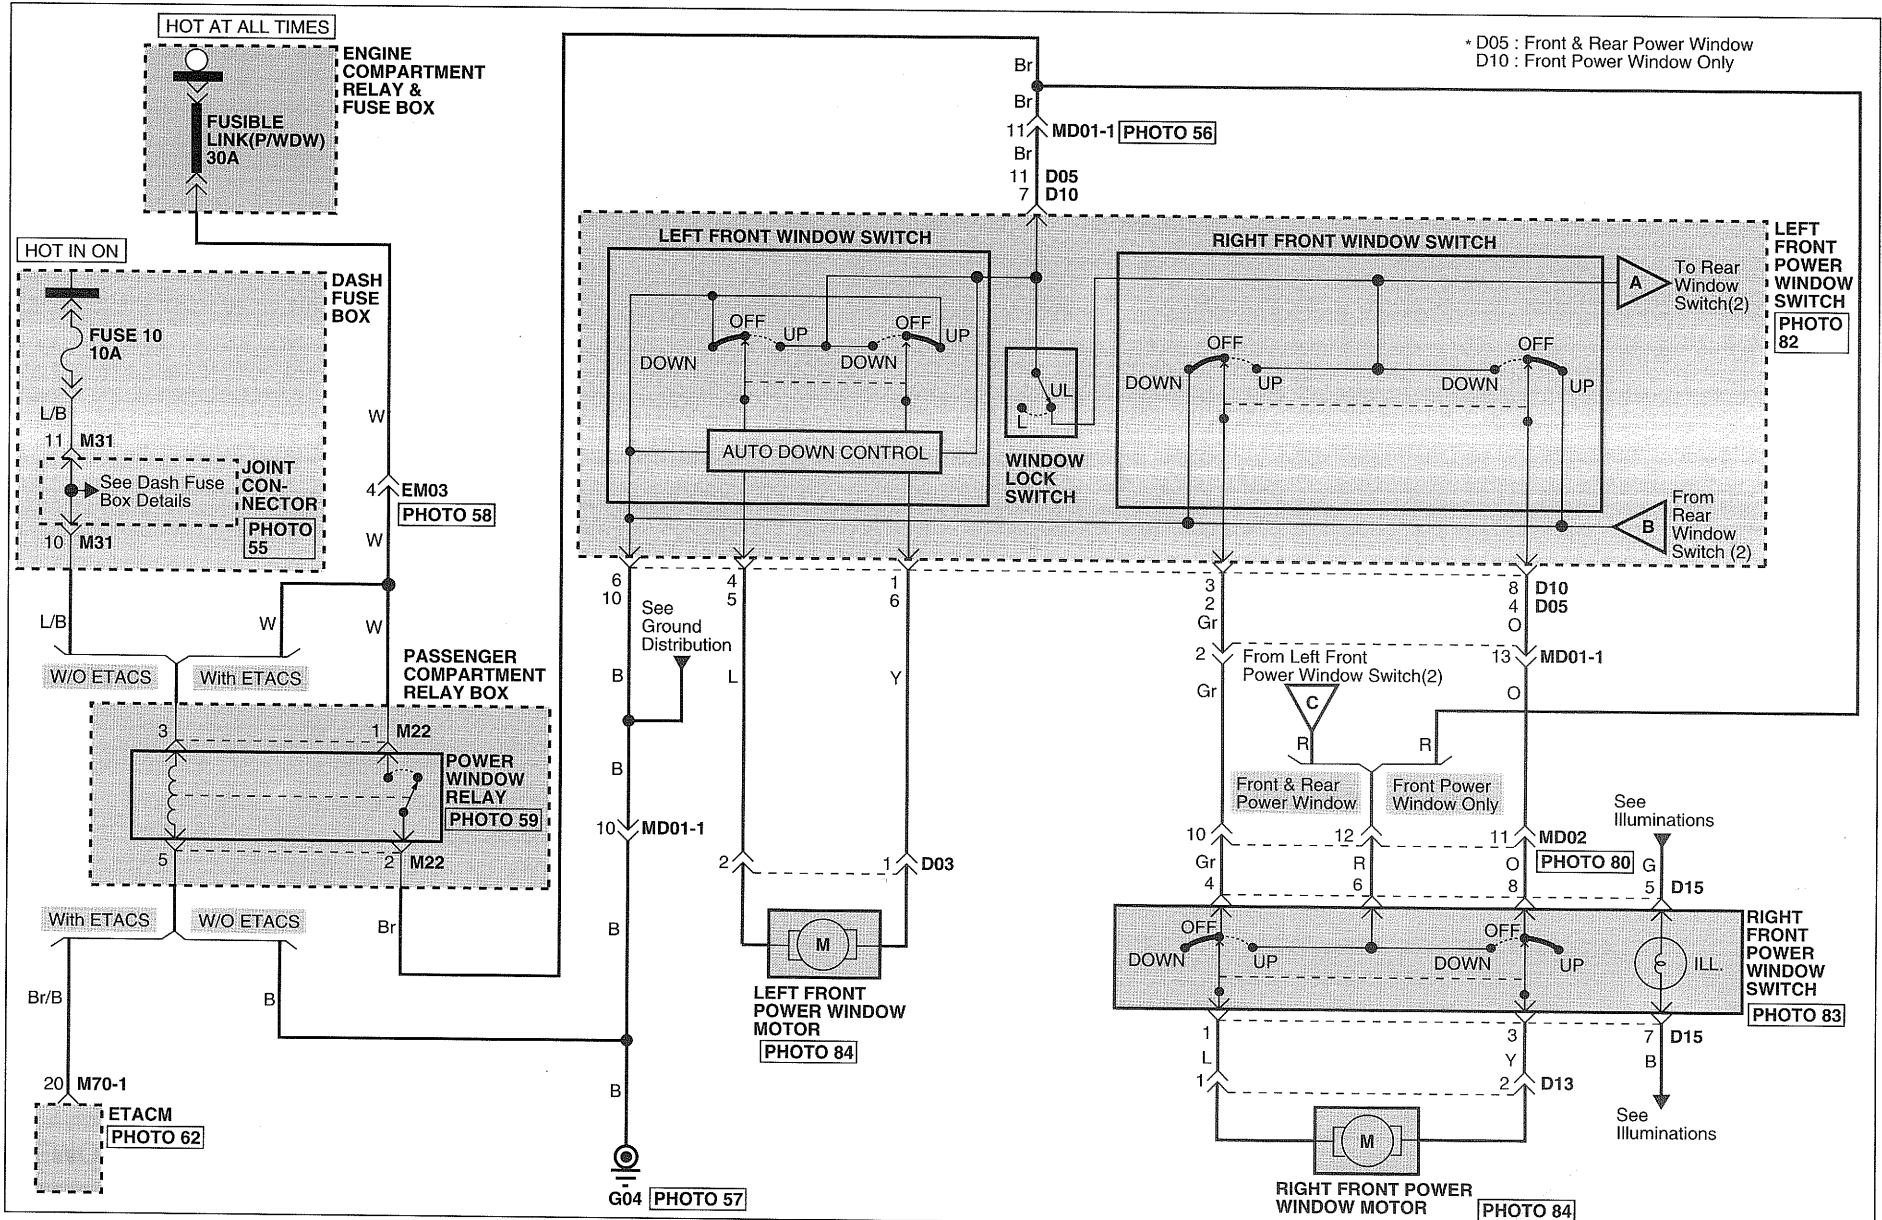 HOT AT ALL TIMES
ENGINE
COMPARTMENT
RELAY &
FUSE BOX
FUSIBLE
LINK(P/WDW)
30A
HOT IN ON
DASH
FUSE
BOX
FUSE 10
10A
L/B
11 M31
See Dash Fuse
Box Details
JOINT
CON-
NECTOR
PHOTO
55
10 M31
L/B
W
4 EM03
PHOTO 58
W
W
W
W/O ETACS
With ETACS
PASSENGER
COMPARTMENT
RELAY BOX
3
1 M22
POWER
WINDOW
RELAY
PHOTO 59
5
2 M22
With ETACS
W/O ETACS
Br
Br/B
B
20 M70-1
ETACM
PHOTO 62
* D05 : Front & Rear Power Window
D10 : Front Power Window Only
Br
Br
11 MD01-1 PHOTO 56
Br
11 D05
7 D10
LEFT FRONT WINDOW SWITCH
OFF
UP
DOWN
OFF
UP
DOWN
AUTO DOWN CONTROL
UL
L
WINDOW
LOCK
SWITCH
RIGHT FRONT WINDOW SWITCH
OFF
DOWN
UP
OFF
DOWN
UP
A
To Rear
Window
Switch(2)
B
From
Rear
Window
Switch (2)
LEFT
FRONT
POWER
WINDOW
SWITCH
PHOTO
82
6
10
4
5
1
6
3
2
8 D10
4 D05
See
Ground
Distribution
B
L
Y
Gr
O
2
13 MD01-1
From Left Front
Power Window Switch(2)
C
Gr
O
R
R
Front & Rear
Power Window
Front Power
Window Only
B
10 MD01-1
2
1 D03
M
LEFT FRONT
POWER WINDOW
MOTOR
PHOTO 84
B
B
G04 PHOTO 57
10
12
11 MD02
PHOTO 80
See
Illuminations
Gr
R
O
G
4
6
8
5 D15
OFF
DOWN
UP
OFF
DOWN
UP
ILL.
RIGHT
FRONT
POWER
WINDOW
SWITCH
PHOTO 83
1
3
7 D15
L
Y
B
1
2 D13
See
Illuminations
M
RIGHT FRONT POWER
WINDOW MOTOR
PHOTO 84